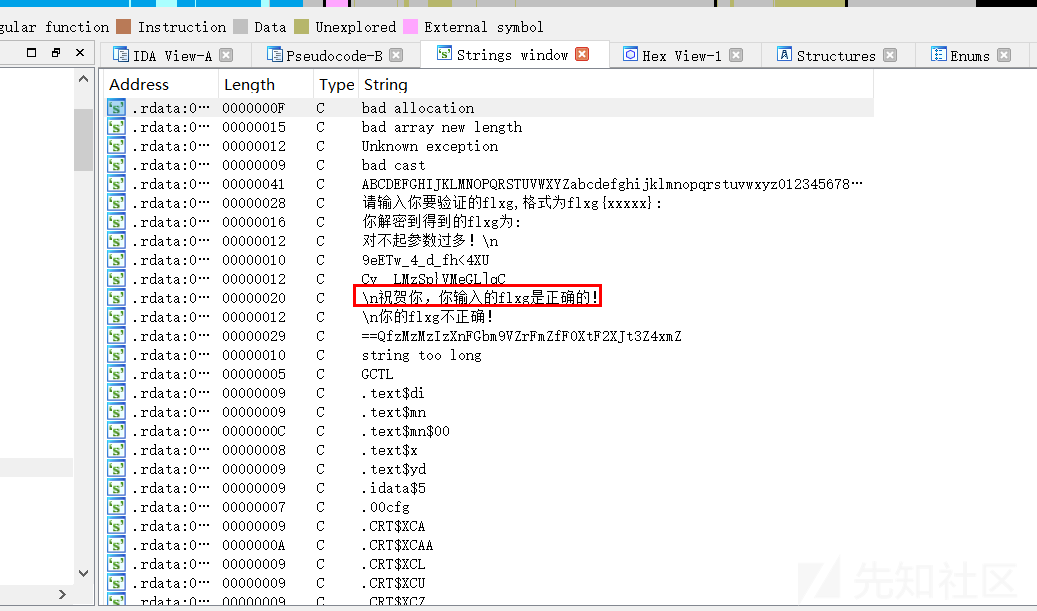 gular function Instruction Data Unexplored External symbol
IDA View-A Pseudocode-B Strings window Hex View-1 Structures Enums
Address Length Type String
.rdata:0… 0000000F C bad allocation
.rdata:0… 00000015 C bad array new length
.rdata:0… 00000012 C Unknown exception
.rdata:0… 00000009 C bad cast
.rdata:0… 00000041 C ABCDEFGHIJKLMNOPQRSTUVWXYZabcdefghijklmnopqrstuvwxyz012345678…
.rdata:0… 00000028 C 请输入你要验证的flxg,格式为flxg{xxxxx}:
.rdata:0… 00000016 C 你解密到得到的flxg为:
.rdata:0… 00000012 C 对不起参数过多！\n
.rdata:0… 00000010 C 9eETw_4_d_fh<4XU
.rdata:0… 00000012 C Cv__LMzSp}VMeGL]qC
.rdata:0… 00000020 C \n祝贺你，你输入的flxg是正确的！
.rdata:0… 00000012 C \n你的flxg不正确！
.rdata:0… 00000029 C ==QfzMzMzIzXnFGbm9VZrFmZfFOXtF2XJt3Z4xmZ
.rdata:0… 00000010 C string too long
.rdata:0… 00000005 C GCTL
.rdata:0… 00000009 C .text$di
.rdata:0… 00000009 C .text$mn
.rdata:0… 0000000C C .text$mn$00
.rdata:0… 00000008 C .text$x
.rdata:0… 00000009 C .text$yd
.rdata:0… 00000009 C .idata$5
.rdata:0… 00000007 C .00cfg
.rdata:0… 00000009 C .CRT$XCA
.rdata:0… 0000000A C .CRT$XCAA
.rdata:0… 00000009 C .CRT$XCL
.rdata:0… 00000009 C .CRT$XCU
.rdata:0… 00000009 C .CRT$XCZ
先知社区